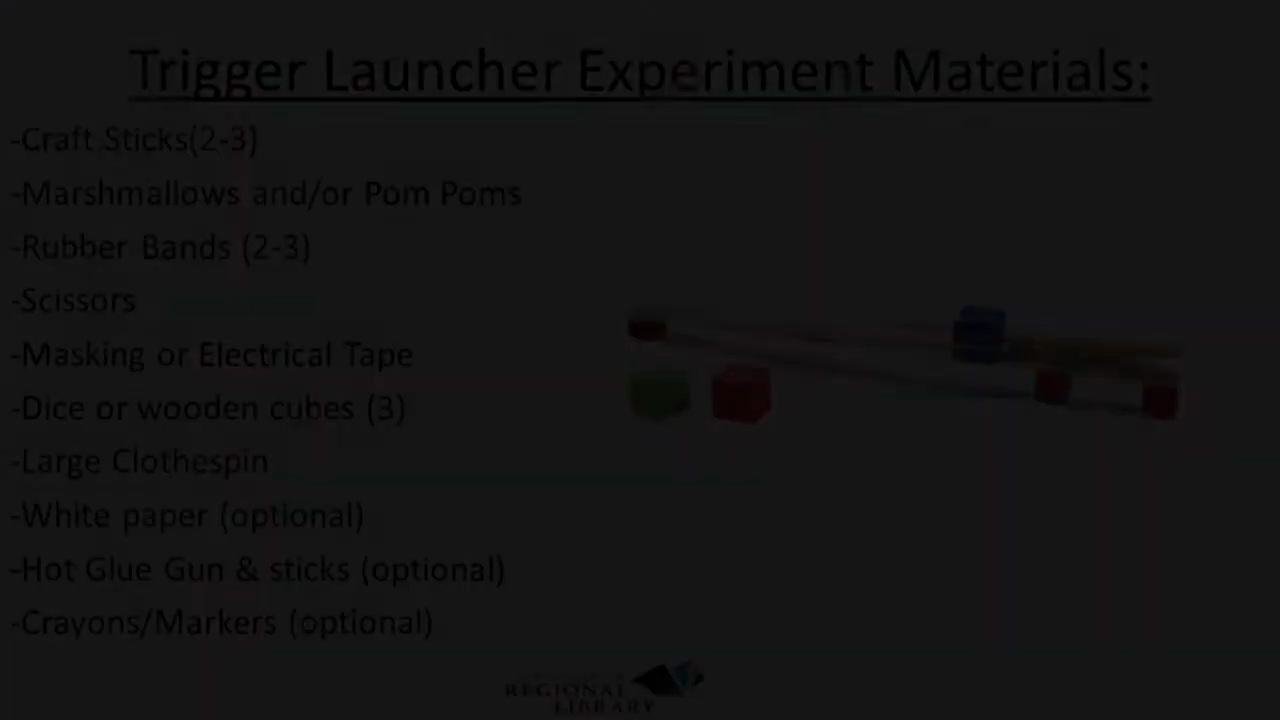 Trigger Launcher Experiment Materials:
-Craft Sticks(2-3)
-Marshmallows and/or Pom Poms
-Rubber Bands (2-3)
-Scissors
-Masking or Electrical Tape
-Dice or wooden cubes (3)
-Large Clothespin
-White paper (optional)
-Hot Glue Gun & sticks (optional)
-Crayons/Markers (optional)
REGIONAL
LIBRARY